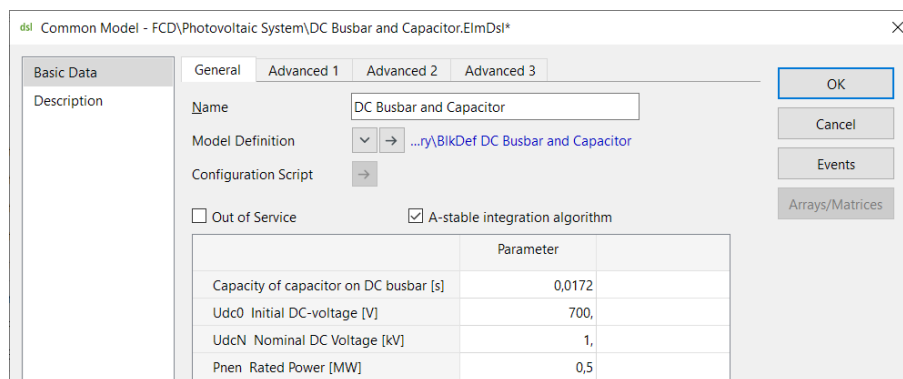 dsl Common Model - FCD\Photovoltaic System\DC Busbar and Capacitor.ElmDsl*
Basic Data
Description
General Advanced 1 Advanced 2 Advanced 3
Name DC Busbar and Capacitor
Model Definition ...ry\BlkDef DC Busbar and Capacitor
Configuration Script
Out of Service A-stable integration algorithm
Parameter
Capacity of capacitor on DC busbar [s] 0,0172
Udc0 Initial DC-voltage [V] 700,
UdcN Nominal DC Voltage [kV] 1,
Pnen Rated Power [MW] 0,5
OK
Cancel
Events
Arrays/Matrices